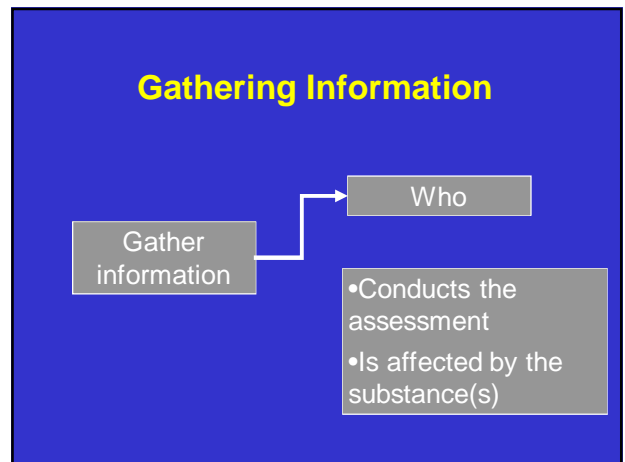 Gathering Information
Who
Gather
information
•Conducts the
assessment
•Is affected by the
substance(s)